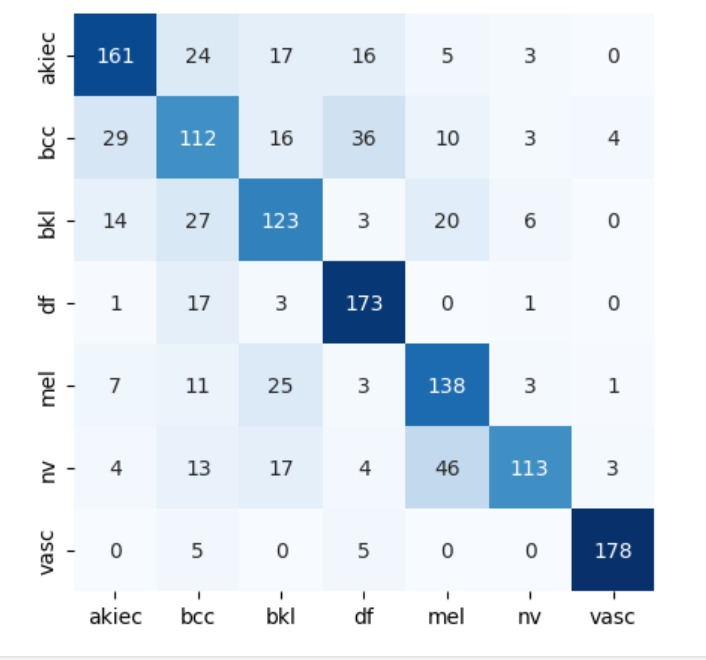 akiec 161 24 17 16 5 3 0
bcc 29 112 16 36 10 3 4
bkl 14 27 123 3 20 6 0
df 1 17 3 173 0 1 0
mel 7 11 25 3 138 3 1
nv 4 13 17 4 46 113 3
vasc 0 5 0 5 0 0 178
akiec bcc bkl df mel nv vasc